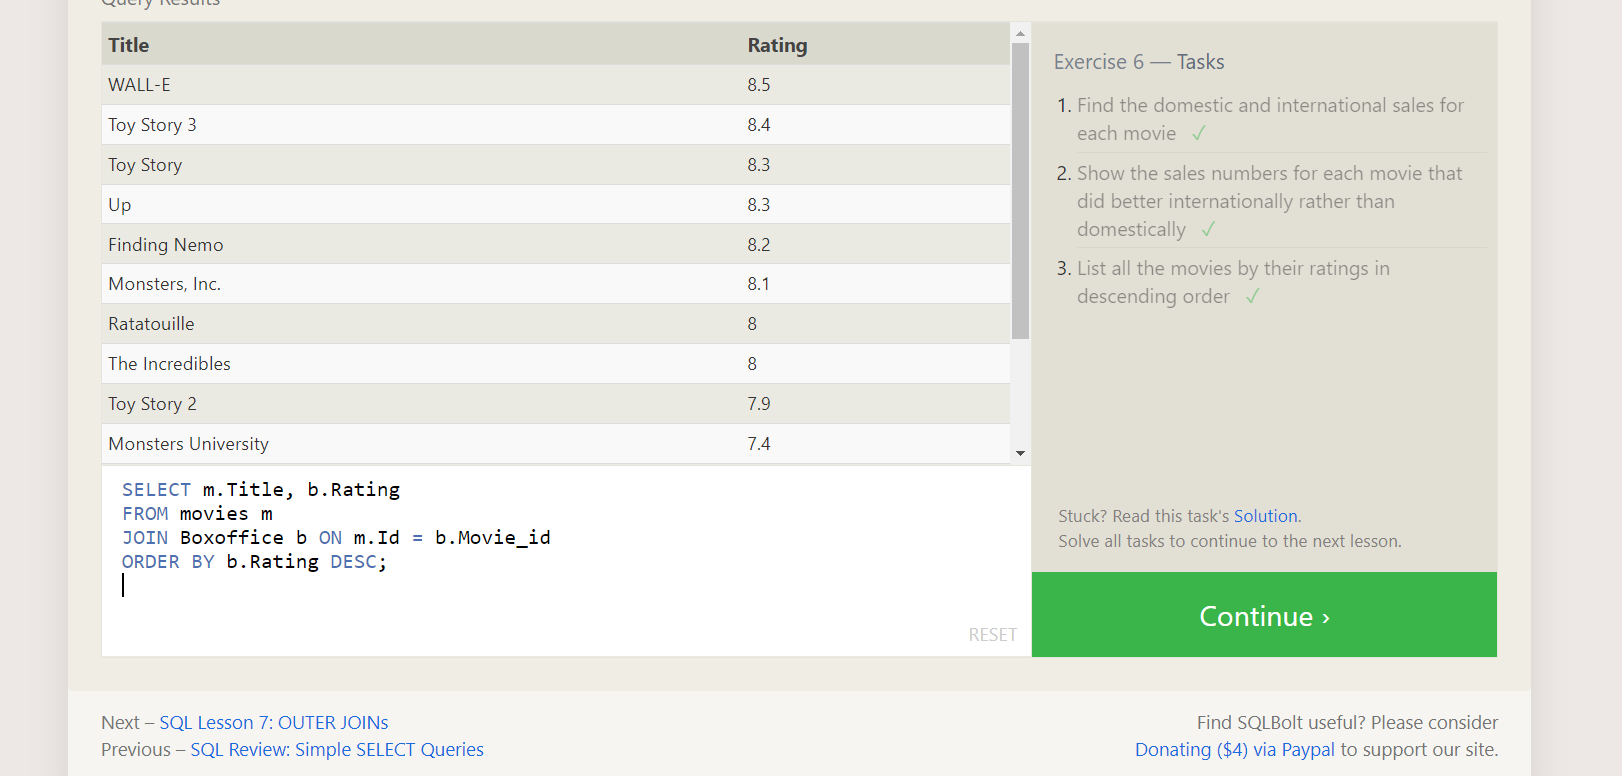 Query Results
Title Rating
WALL-E 8.5
Toy Story 3 8.4
Toy Story 8.3
Up 8.3
Finding Nemo 8.2
Monsters, Inc. 8.1
Ratatouille 8
The Incredibles 8
Toy Story 2 7.9
Monsters University 7.4
SELECT m.Title, b.Rating
FROM movies m
JOIN Boxoffice b ON m.Id = b.Movie_id
ORDER BY b.Rating DESC;
RESET
Exercise 6 — Tasks
1. Find the domestic and international sales for
each movie ✓
2. Show the sales numbers for each movie that
did better internationally rather than
domestically ✓
3. List all the movies by their ratings in
descending order ✓
Stuck? Read this task's Solution.
Solve all tasks to continue to the next lesson.
Continue ›
Next – SQL Lesson 7: OUTER JOINs
Previous – SQL Review: Simple SELECT Queries
Find SQLBolt useful? Please consider
Donating ($4) via Paypal to support our site.